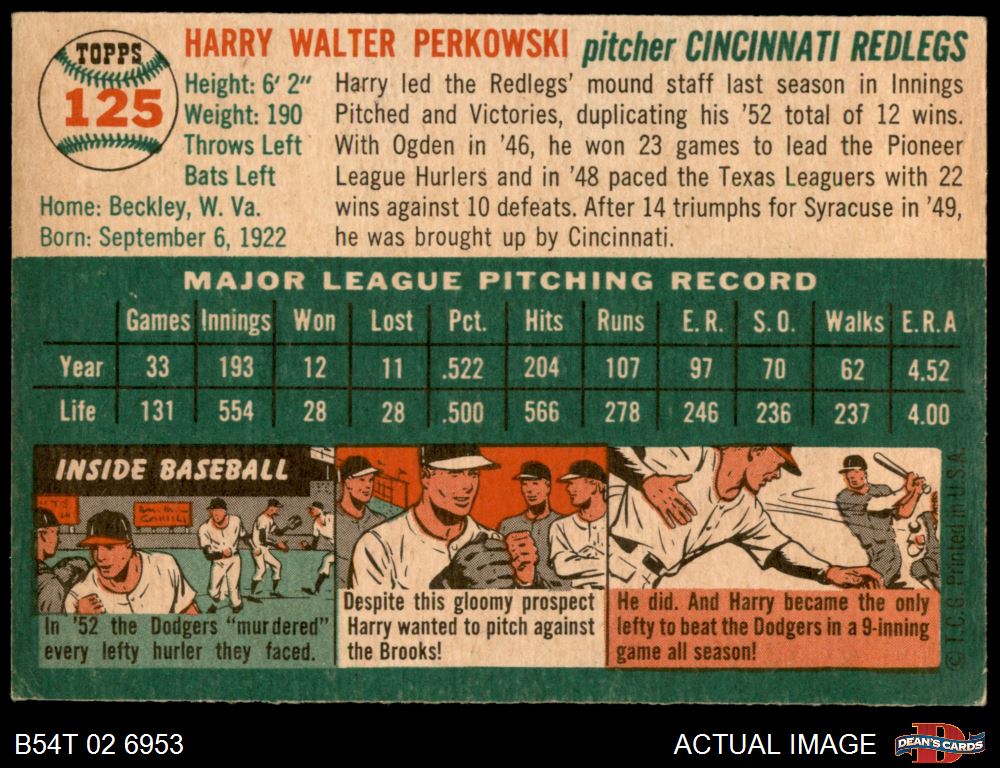 TOPPS
125
HARRY WALTER PERKOWSKI pitcher CINCINNATI REDLEGS
Height: 6' 2"
Weight: 190
Throws Left
Bats Left
Home: Beckley, W. Va.
Born: September 6, 1922
Harry led the Redlegs' mound staff last season in Innings
Pitched and Victories, duplicating his '52 total of 12 wins.
With Ogden in '46, he won 23 games to lead the Pioneer
League Hurlers and in '48 paced the Texas Leaguers with 22
wins against 10 defeats. After 14 triumphs for Syracuse in '49,
he was brought up by Cincinnati.
MAJOR LEAGUE PITCHING RECORD
Games Innings Won Lost Pct. Hits Runs E.R. S.O. Walks E.R.A
Year 33 193 12 11 .522 204 107 97 70 62 4.52
Life 131 554 28 28 .500 566 278 246 236 237 4.00
INSIDE BASEBALL
In '52 the Dodgers "murdered"
every lefty hurler they faced.
Despite this gloomy prospect
Harry wanted to pitch against
the Brooks!
He did. And Harry became the only
lefty to beat the Dodgers in a 9-inning
game all season!
© T.C.G. Printed in U.S.A.
B54T 02 6953
ACTUAL IMAGE
DEAN'S CARDS